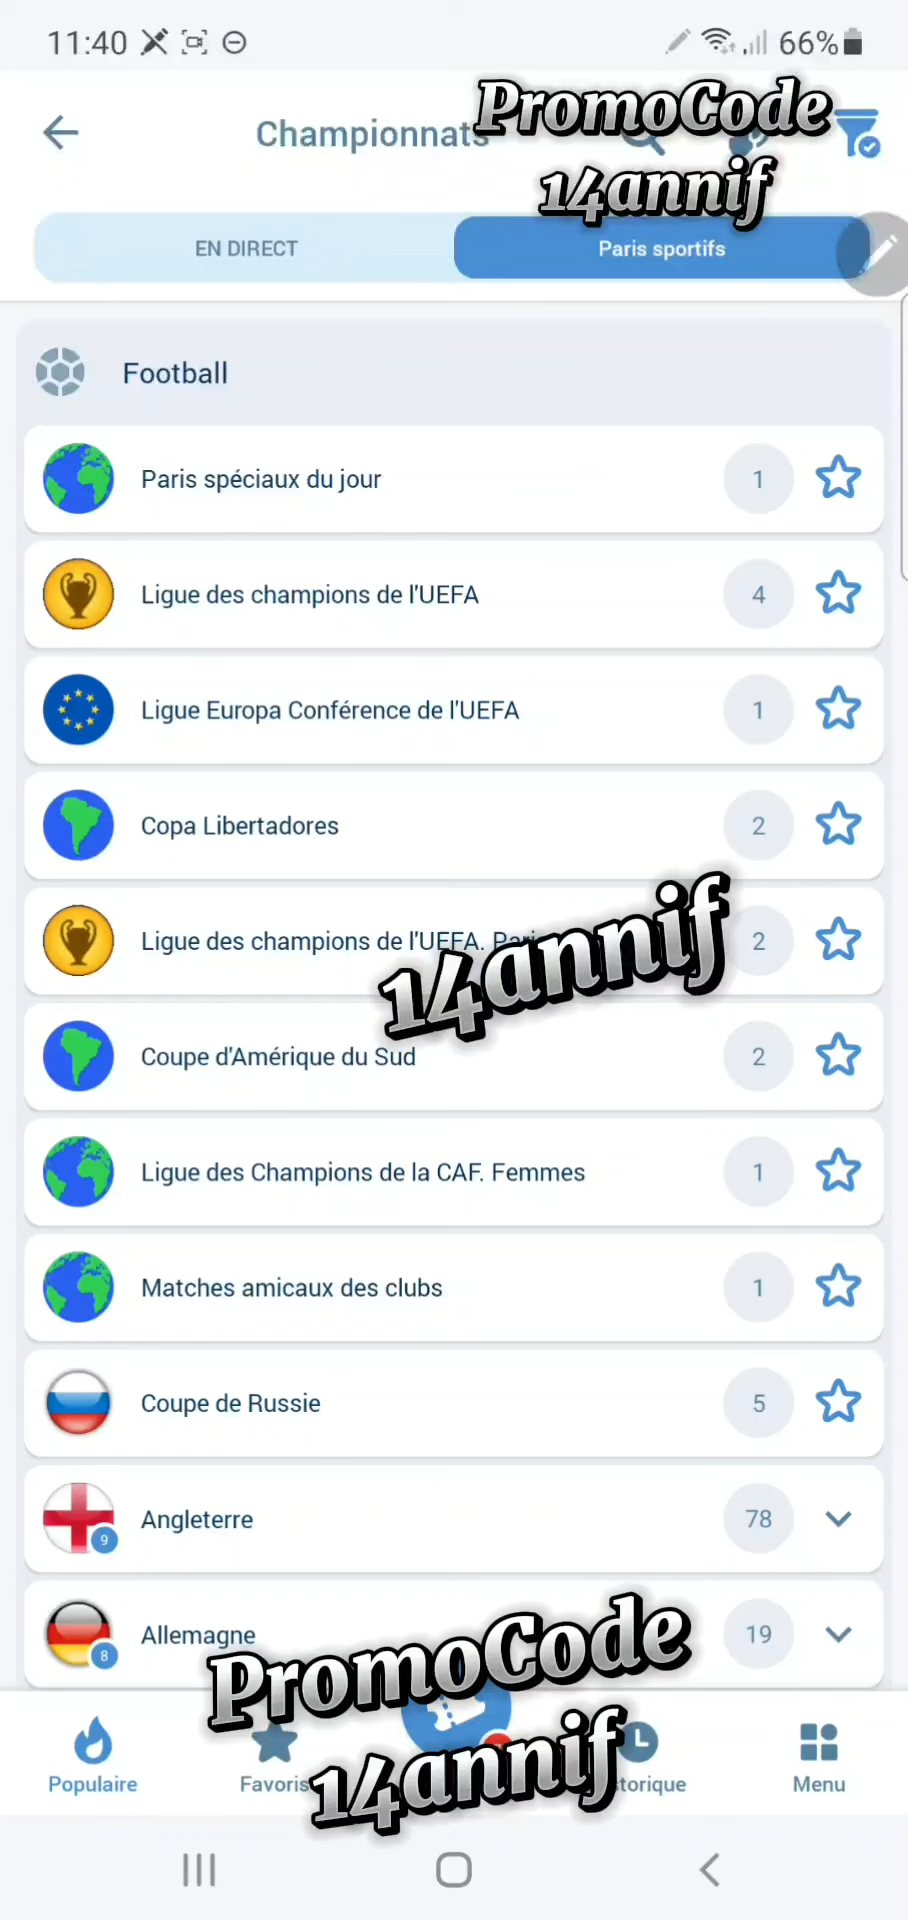 11:40
66%
Championnats
PromoCode
14annif
EN DIRECT
Paris sportifs
Football
Paris spéciaux du jour
1
Ligue des champions de l'UEFA
4
Ligue Europa Conférence de l'UEFA
1
Copa Libertadores
2
Ligue des champions de l'UEFA.
2
14annif
Coupe d'Amérique du Sud
2
Ligue des Champions de la CAF. Femmes
1
Matches amicaux des clubs
1
Coupe de Russie
5
9
Angleterre
78
8
Allemagne
19
PromoCode
14annif
Populaire
Favoris
Menu